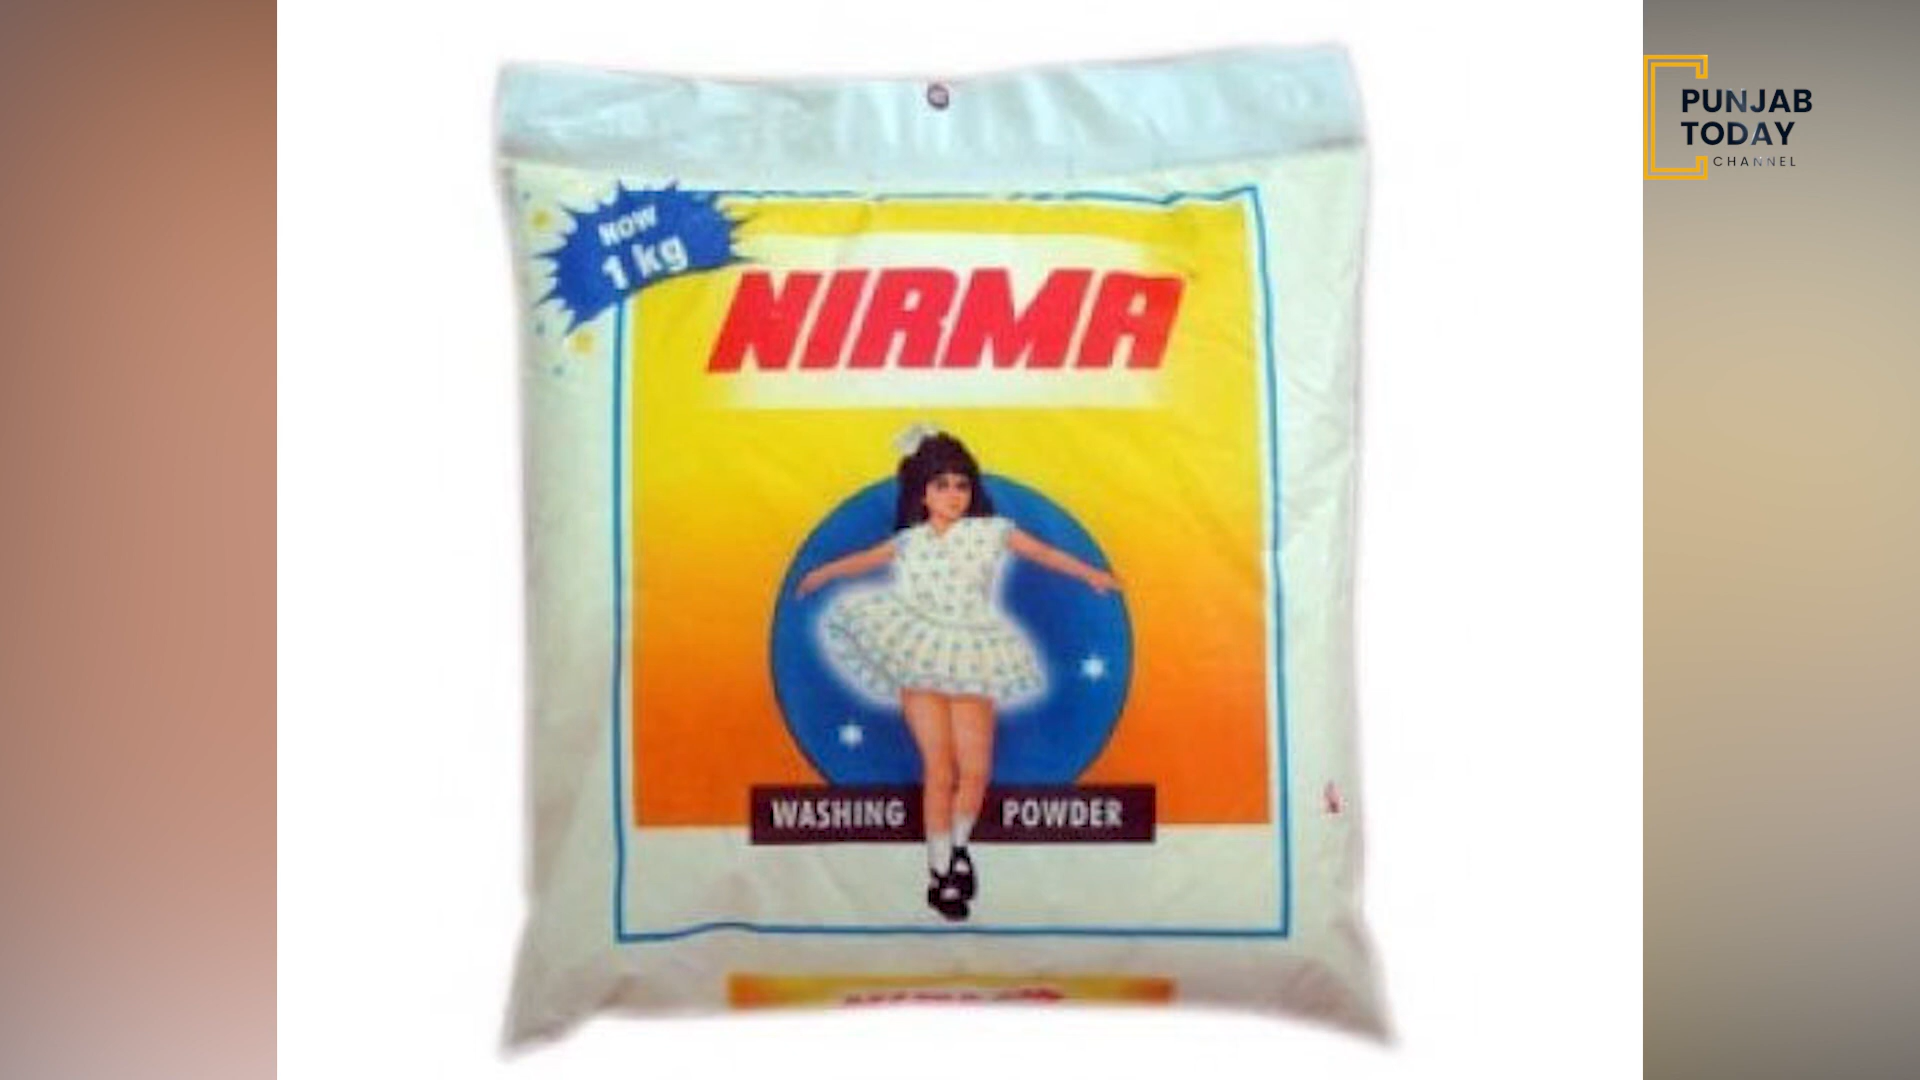 PUNJAB
TODAY
CHANNEL
NOW
1 kg
NIRMA
WASHING POWDER